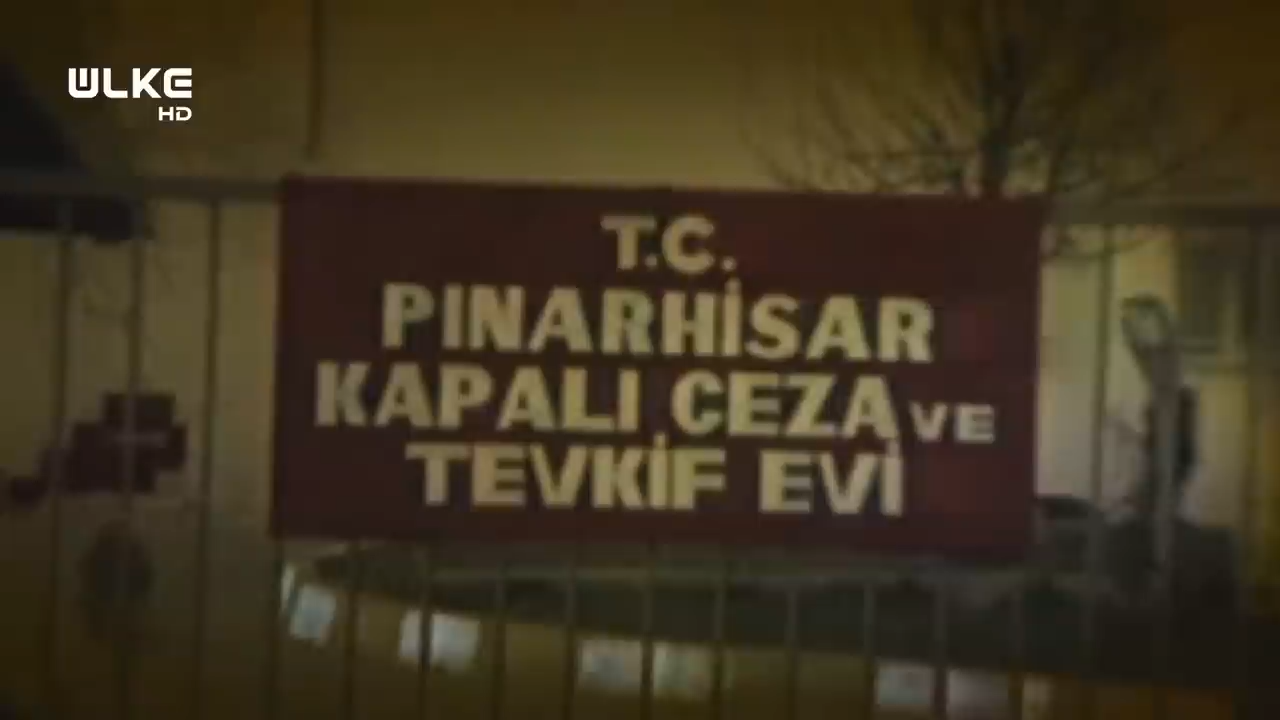 ÜLKE
HD
T.C.
PINARHİSAR
KAPALI CEZA VE
TEVKİF EVİ